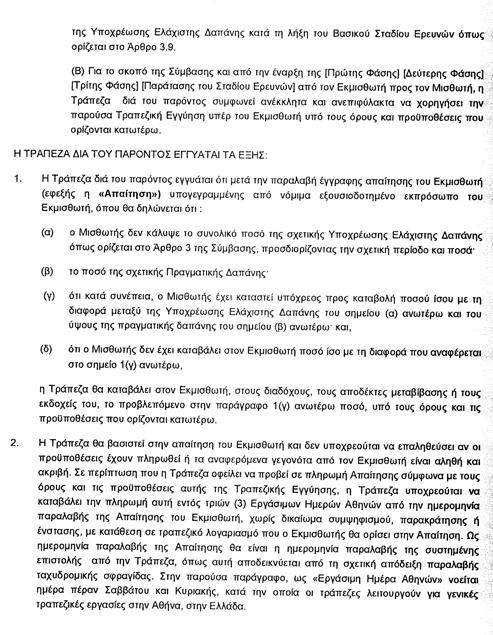 της Υποχρέωσης Ελάχιστης Δαπάνης κατά τη λήξη του Βασικού Σταδίου Ερευνών όπως
ορίζεται στο Άρθρο 3.9.
(Β) Για το σκοπό της Σύμβασης και από την έναρξη της [Πρώτης Φάσης] [Δεύτερης Φάσης]
[Τρίτης Φάσης] [Παράτασης του Σταδίου Ερευνών] από τον Εκμισθωτή προς τον Μισθωτή, η
Τράπεζα διά του παρόντος συμφωνεί ανέκκλητα και ανεπιφύλακτα να χορηγήσει την
παρούσα Τραπεζική Εγγύηση υπέρ του Εκμισθωτή υπό τους όρους και προϋποθέσεις που
ορίζονται κατωτέρω.
Η ΤΡΑΠΕΖΑ ΔΙΑ ΤΟΥ ΠΑΡΟΝΤΟΣ ΕΓΓΥΑΤΑΙ ΤΑ ΕΞΗΣ:
1. Η Τράπεζα διά του παρόντος εγγυάται ότι μετά την παραλαβή έγγραφης απαίτησης του Εκμισθωτή
(εφεξής η «Απαίτηση») υπογεγραμμένης από νόμιμα εξουσιοδοτημένο εκπρόσωπο του
Εκμισθωτή, όπου θα δηλώνεται ότι :
(α) ο Μισθωτής δεν κάλυψε το συνολικό ποσό της σχετικής Υποχρέωσης Ελάχιστης Δαπάνης
όπως ορίζεται στο Άρθρο 3 της Σύμβασης, προσδιορίζοντας την σχετική περίοδο και ποσά·
(β) το ποσό της σχετικής Πραγματικής Δαπάνης·
(γ) ότι κατά συνέπεια, ο Μισθωτής έχει καταστεί υπόχρεος προς καταβολή ποσού ίσου με τη
διαφορά μεταξύ της Υποχρέωσης Ελάχιστης Δαπάνης του σημείου (α) ανωτέρω και του
ύψους της πραγματικής δαπάνης του σημείου (β) ανωτέρω· και,
(δ) ότι ο Μισθωτής δεν έχει καταβάλει στον Εκμισθωτή ποσό ίσο με τη διαφορά που αναφέρεται
στο σημείο 1(γ) ανωτέρω,
η Τράπεζα θα καταβάλει στον Εκμισθωτή, στους διαδόχους, τους αποδέκτες μεταβίβασης ή τους
εκδοχείς του, το προβλεπόμενο στην παράγραφο 1(γ) ανωτέρω ποσό, υπό τους όρους και τις
προϋποθέσεις που ορίζονται κατωτέρω.
2. Η Τράπεζα θα βασιστεί στην απαίτηση του Εκμισθωτή και δεν υποχρεούται να επαληθεύσει αν οι
προϋποθέσεις έχουν πληρωθεί ή τα αναφερόμενα γεγονότα από τον Εκμισθωτή είναι αληθή και
ακριβή. Σε περίπτωση που η Τράπεζα οφείλει να προβεί σε πληρωμή Απαίτησης σύμφωνα με τους
όρους και τις προϋποθέσεις αυτής της Τραπεζικής Εγγύησης, η Τράπεζα υποχρεούται να
καταβάλει την πληρωμή αυτή εντός τριών (3) Εργάσιμων Ημερών Αθηνών από την ημερομηνία
παραλαβής της Απαίτησης του Εκμισθωτή, χωρίς δικαίωμα συμψηφισμού, παρακράτησης ή
ένστασης, με κατάθεση σε τραπεζικό λογαριασμό που ο Εκμισθωτής θα ορίσει στην Απαίτηση. Ως
ημερομηνία παραλαβής της Απαίτησης θα είναι η ημερομηνία παραλαβής της συστημένης
επιστολής από την Τράπεζα, όπως αυτή αποδεικνύεται από τη σχετική απόδειξη παραλαβής
ταχυδρομικής σφραγίδας. Στην παρούσα παράγραφο, ως «Εργάσιμη Ημέρα Αθηνών» νοείται
ημέρα πέραν Σαββάτου και Κυριακής, κατά την οποία οι τράπεζες λειτουργούν για γενικές
τραπεζικές εργασίες στην Αθήνα, στην Ελλάδα.